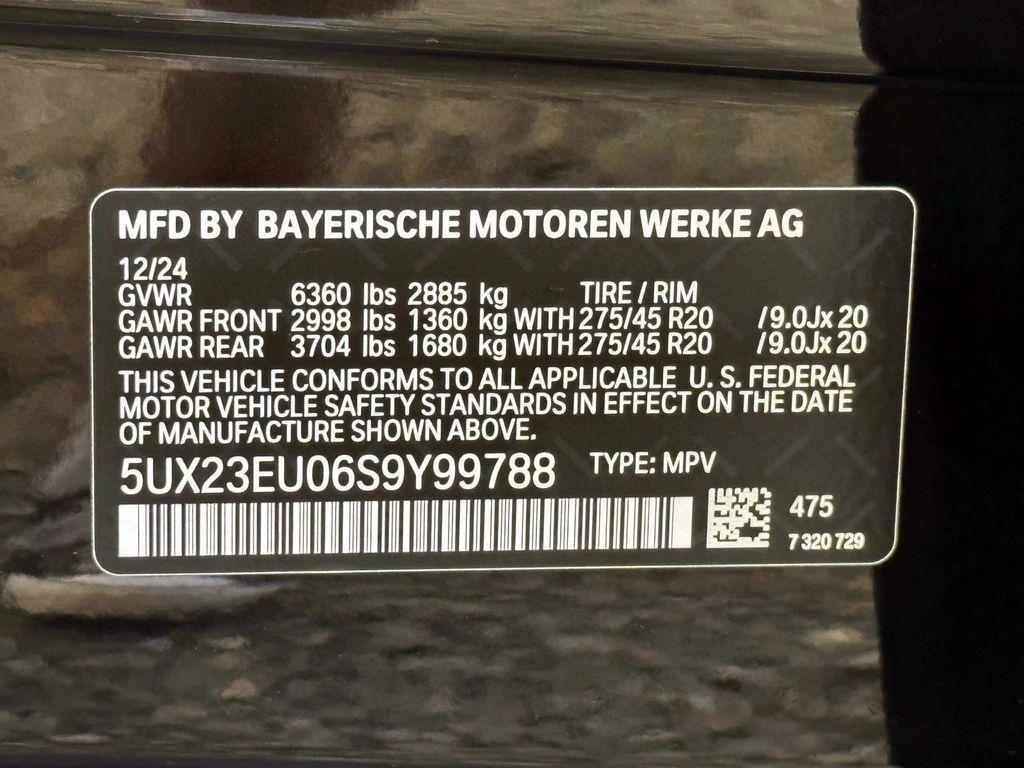 MFD BY BAYERISCHE MOTOREN WERKE AG
12/24
GVWR 6360 lbs 2885 kg TIRE / RIM
GAWR FRONT 2998 lbs 1360 kg WITH 275/45 R20 /9.0Jx 20
GAWR REAR 3704 lbs 1680 kg WITH 275/45 R20 /9.0Jx 20
THIS VEHICLE CONFORMS TO ALL APPLICABLE U. S. FEDERAL
MOTOR VEHICLE SAFETY STANDARDS IN EFFECT ON THE DATE
OF MANUFACTURE SHOWN ABOVE.
5UX23EU06S9Y99788 TYPE: MPV
475
7 320 729